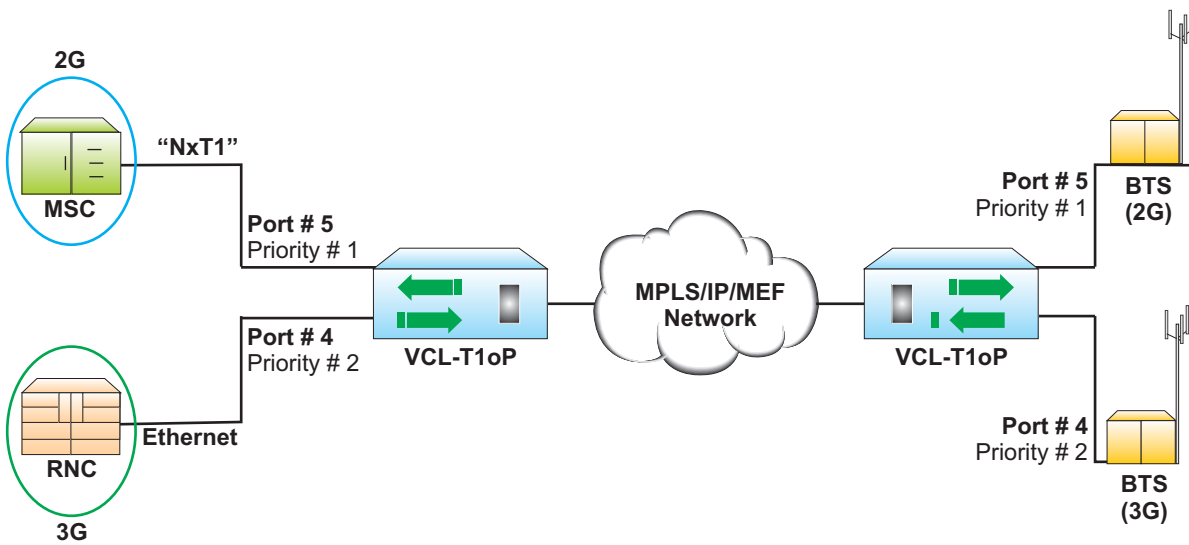 2G
MSC
“NxT1”
Port # 5
Priority # 1
Port # 4
Priority # 2
Ethernet
RNC
3G
VCL-T1oP
MPLS/IP/MEF
Network
VCL-T1oP
Port # 5
Priority # 1
BTS
(2G)
Port # 4
Priority # 2
BTS
(3G)